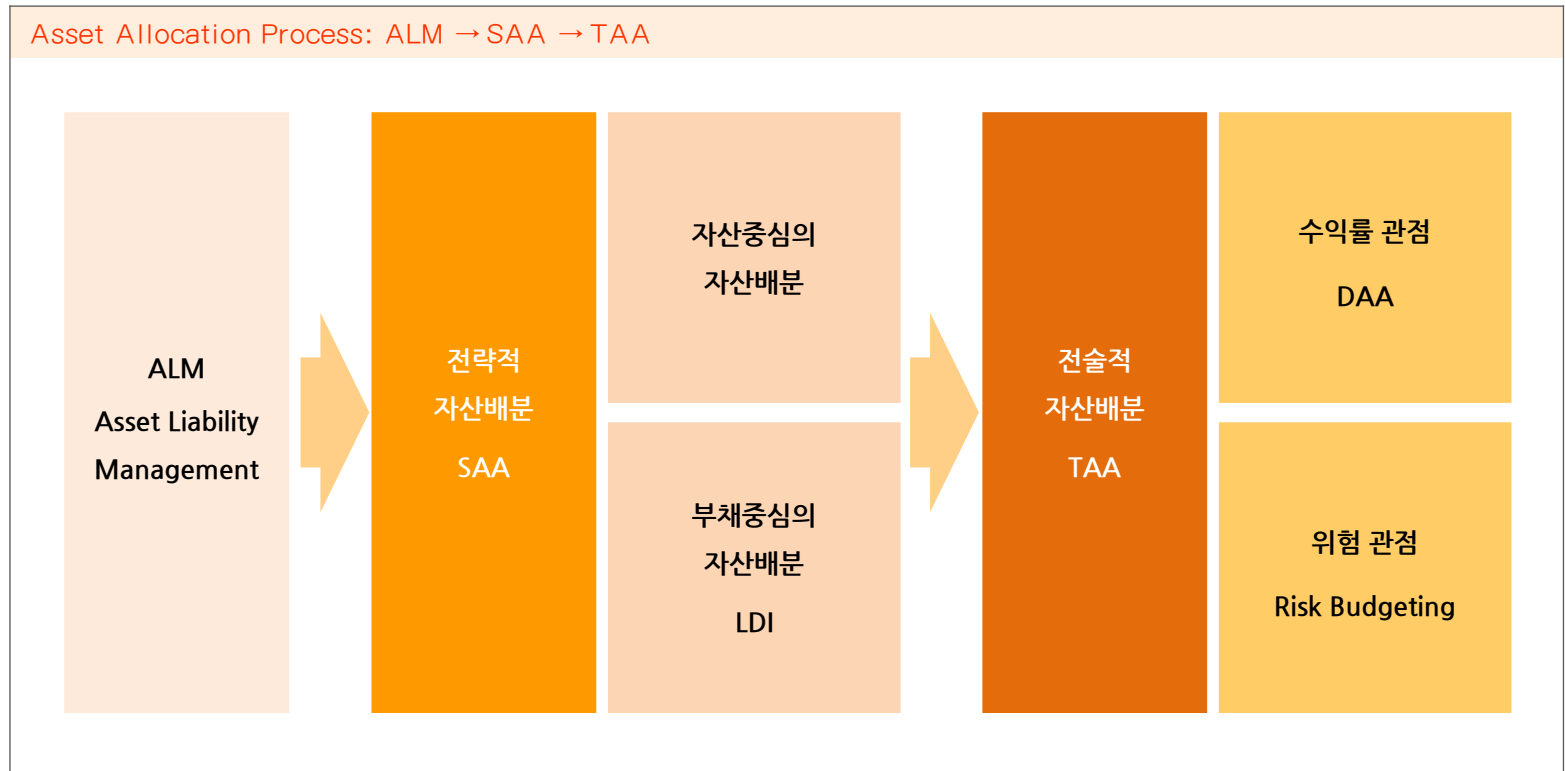 Asset Allocation Process: ALM → SAA → TAA
ALM
Asset Liability
Management
전략적
자산배분
SAA
자산중심의
자산배분
부채중심의
자산배분
LDI
전술적
자산배분
TAA
수익률 관점
DAA
위험 관점
Risk Budgeting